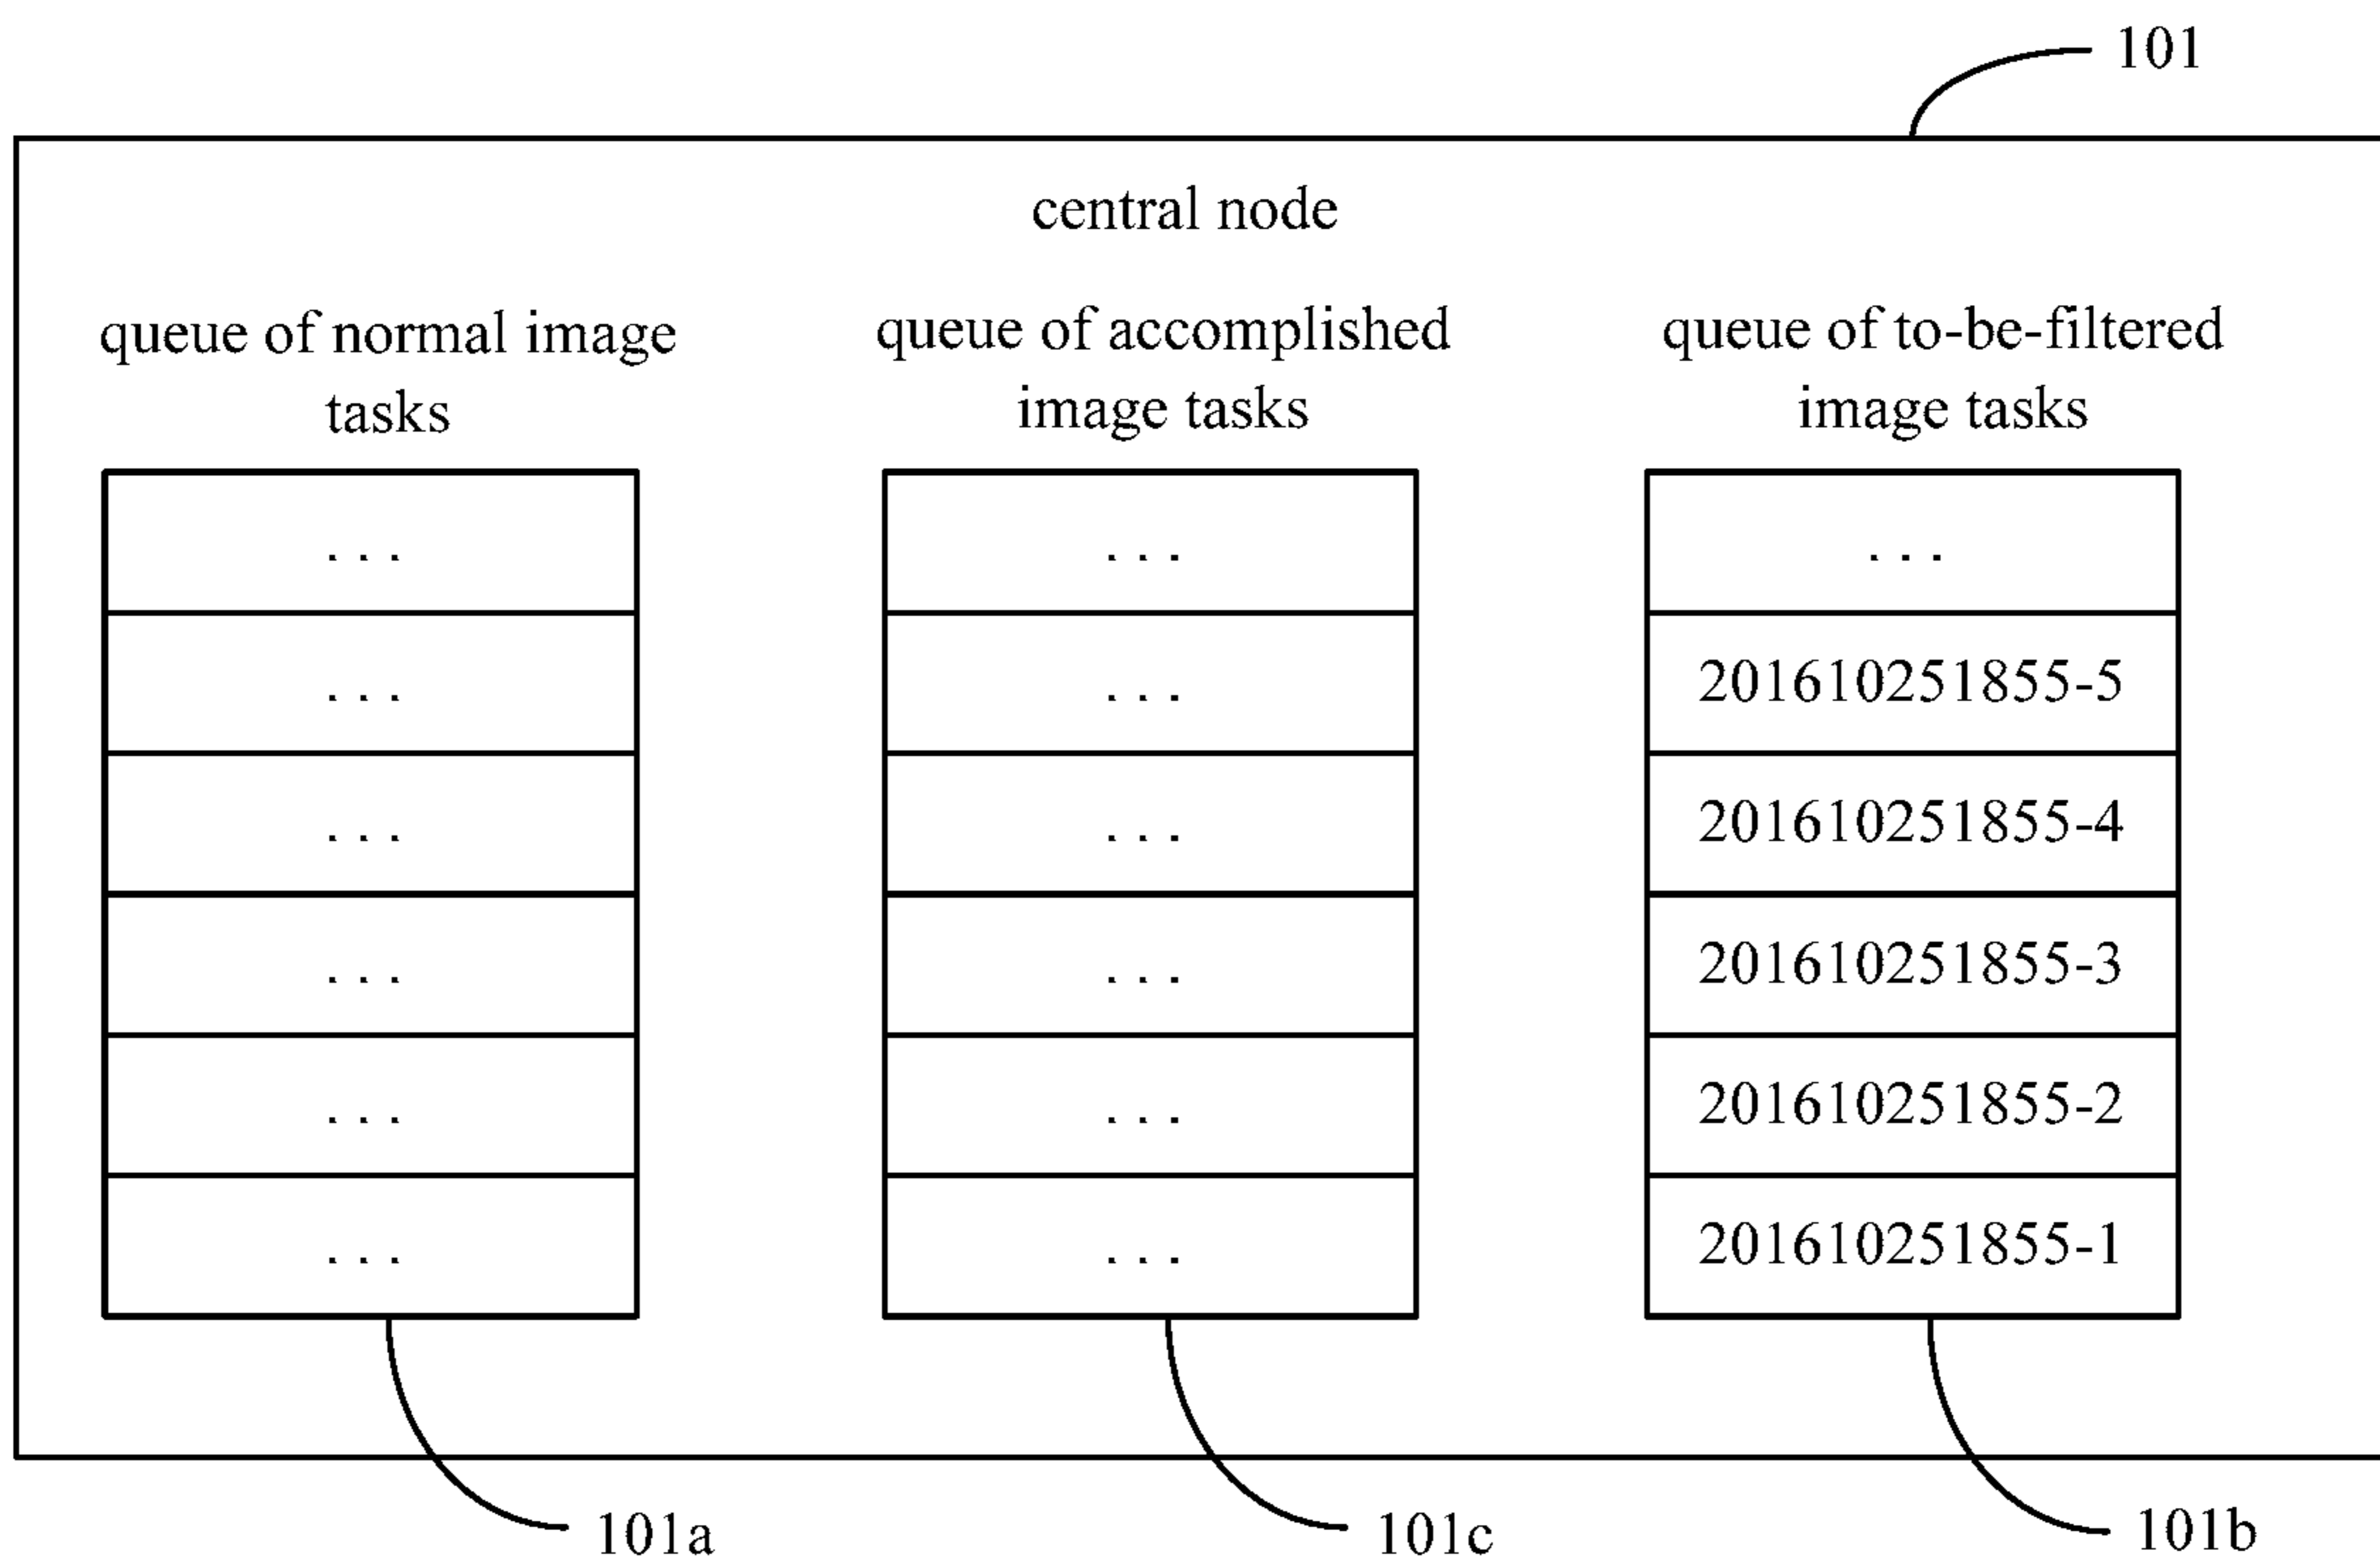 101
central node
queue of normal image
tasks
queue of accomplished
image tasks
queue of to-be-filtered
image tasks
. . .
. . .
. . .
. . .
. . .
. . .
. . .
. . .
. . .
. . .
. . .
. . .
. . .
201610251855-5
201610251855-4
201610251855-3
201610251855-2
201610251855-1
101a
101c
101b